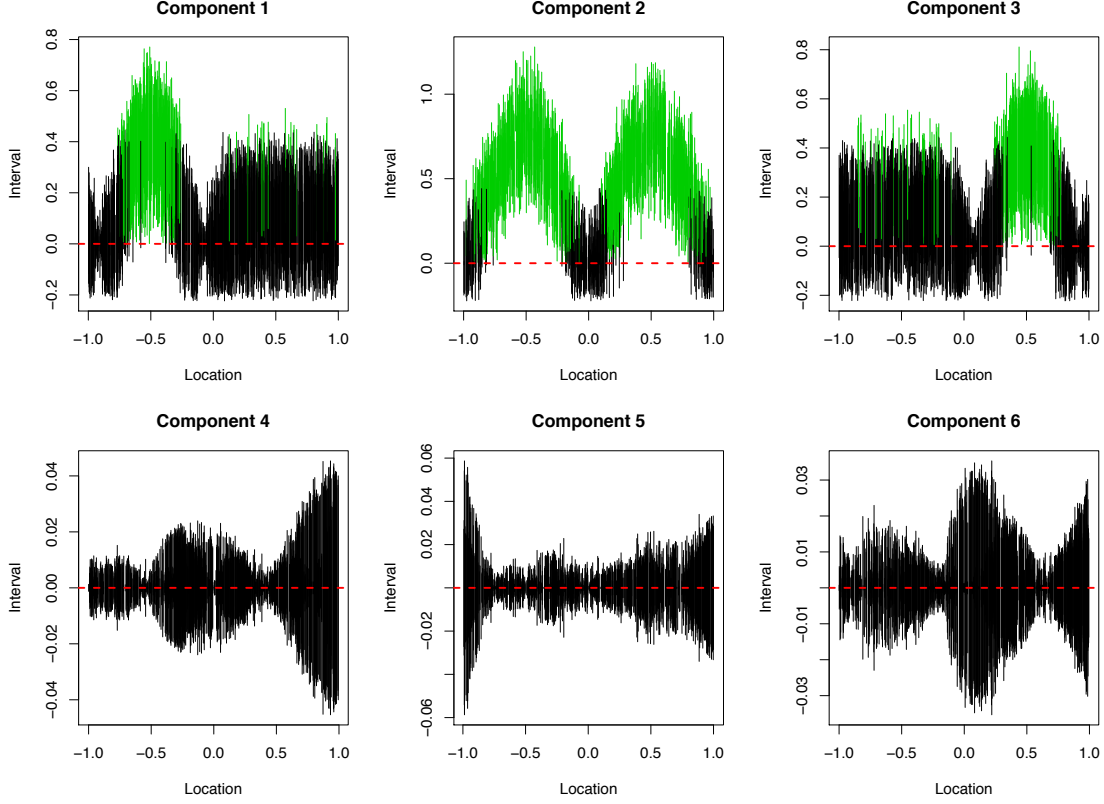 Component 1
Component 2
Component 3
Interval
0.8
0.6
0.4
0.2
0.0
−0.2
−1.0 −0.5 0.0 0.5 1.0
Location
Interval
1.0
0.5
0.0
−1.0 −0.5 0.0 0.5 1.0
Location
Interval
0.8
0.6
0.4
0.2
0.0
−0.2
−1.0 −0.5 0.0 0.5 1.0
Location
Component 4
Component 5
Component 6
Interval
0.04
0.02
0.00
−0.02
−0.04
−1.0 −0.5 0.0 0.5 1.0
Location
Interval
0.06
0.04
0.02
0.00
−0.02
−0.06
−1.0 −0.5 0.0 0.5 1.0
Location
Interval
0.03
0.01
−0.01
−0.03
−1.0 −0.5 0.0 0.5 1.0
Location